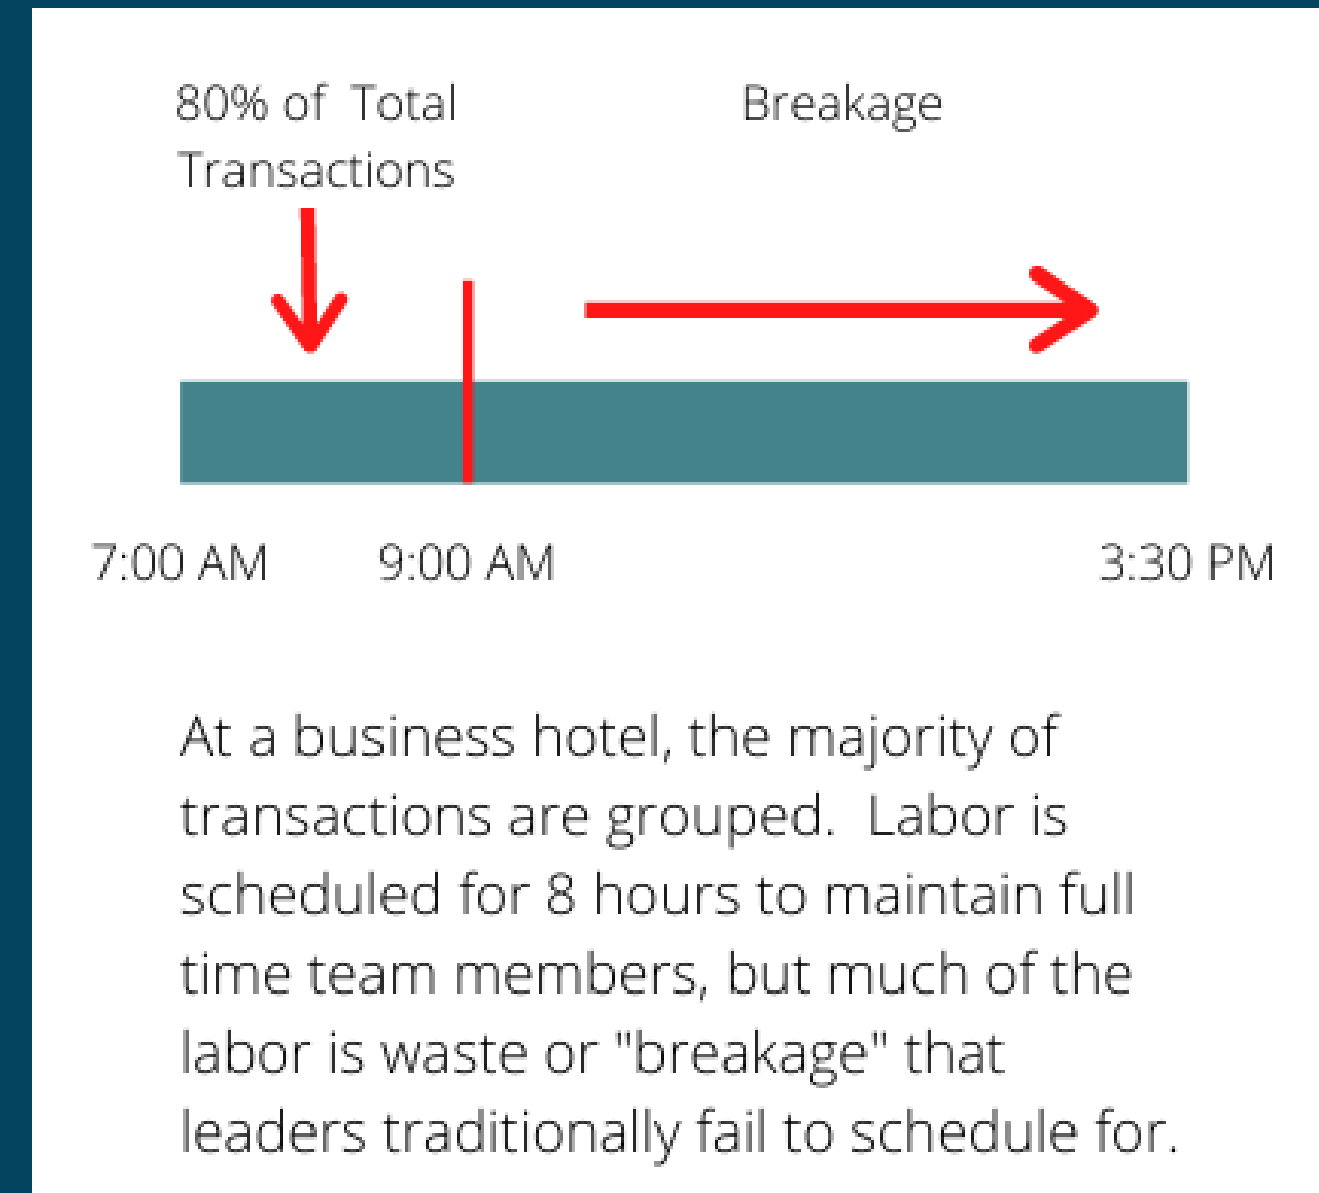 80% of Total
Transactions
Breakage
7:00 AM
9:00 AM
3:30 PM
At a business hotel, the majority of
transactions are grouped. Labor is
scheduled for 8 hours to maintain full
time team members, but much of the
labor is waste or "breakage" that
leaders traditionally fail to schedule for.